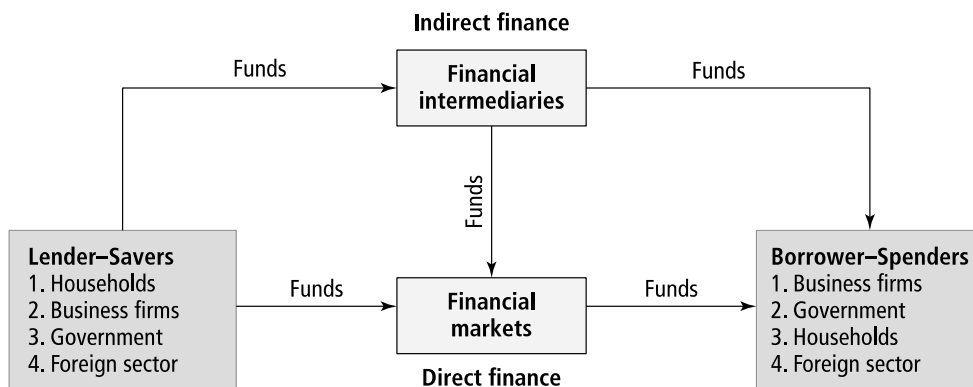 Indirect finance
Funds
Financial
intermediaries
Funds
Funds
Lender–Savers
1. Households
2. Business firms
3. Government
4. Foreign sector
Funds
Financial
markets
Funds
Borrower–Spenders
1. Business firms
2. Government
3. Households
4. Foreign sector
Direct finance